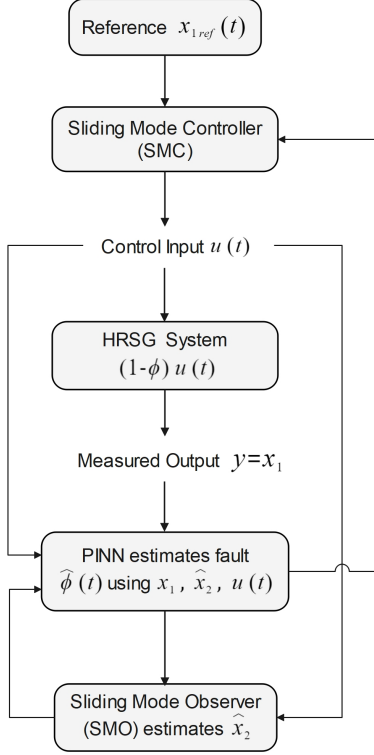 Reference x₁ref (t)
Sliding Mode Controller
(SMC)
Control Input u (t)
HRSG System
(1-ϕ) u (t)
Measured Output y=x₁
PINN estimates fault
ϕ̂ (t) using x₁ , x̂₂ , u (t)
Sliding Mode Observer
(SMO) estimates x̂₂